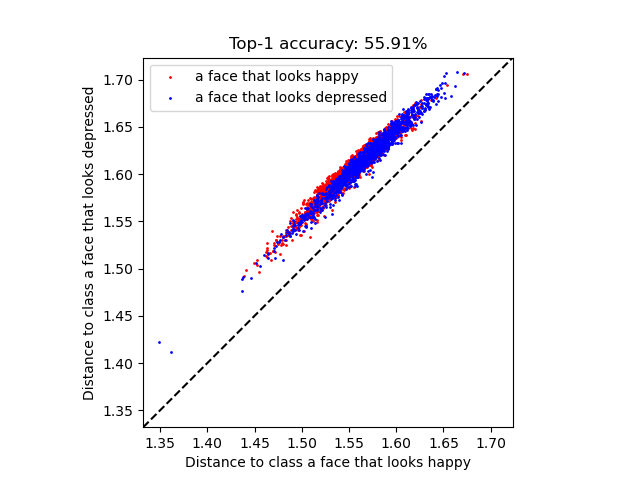 Top-1 accuracy: 55.91%
a face that looks happy
a face that looks depressed
Distance to class a face that looks depressed
1.70
1.65
1.60
1.55
1.50
1.45
1.40
1.35
1.35 1.40 1.45 1.50 1.55 1.60 1.65 1.70
Distance to class a face that looks happy